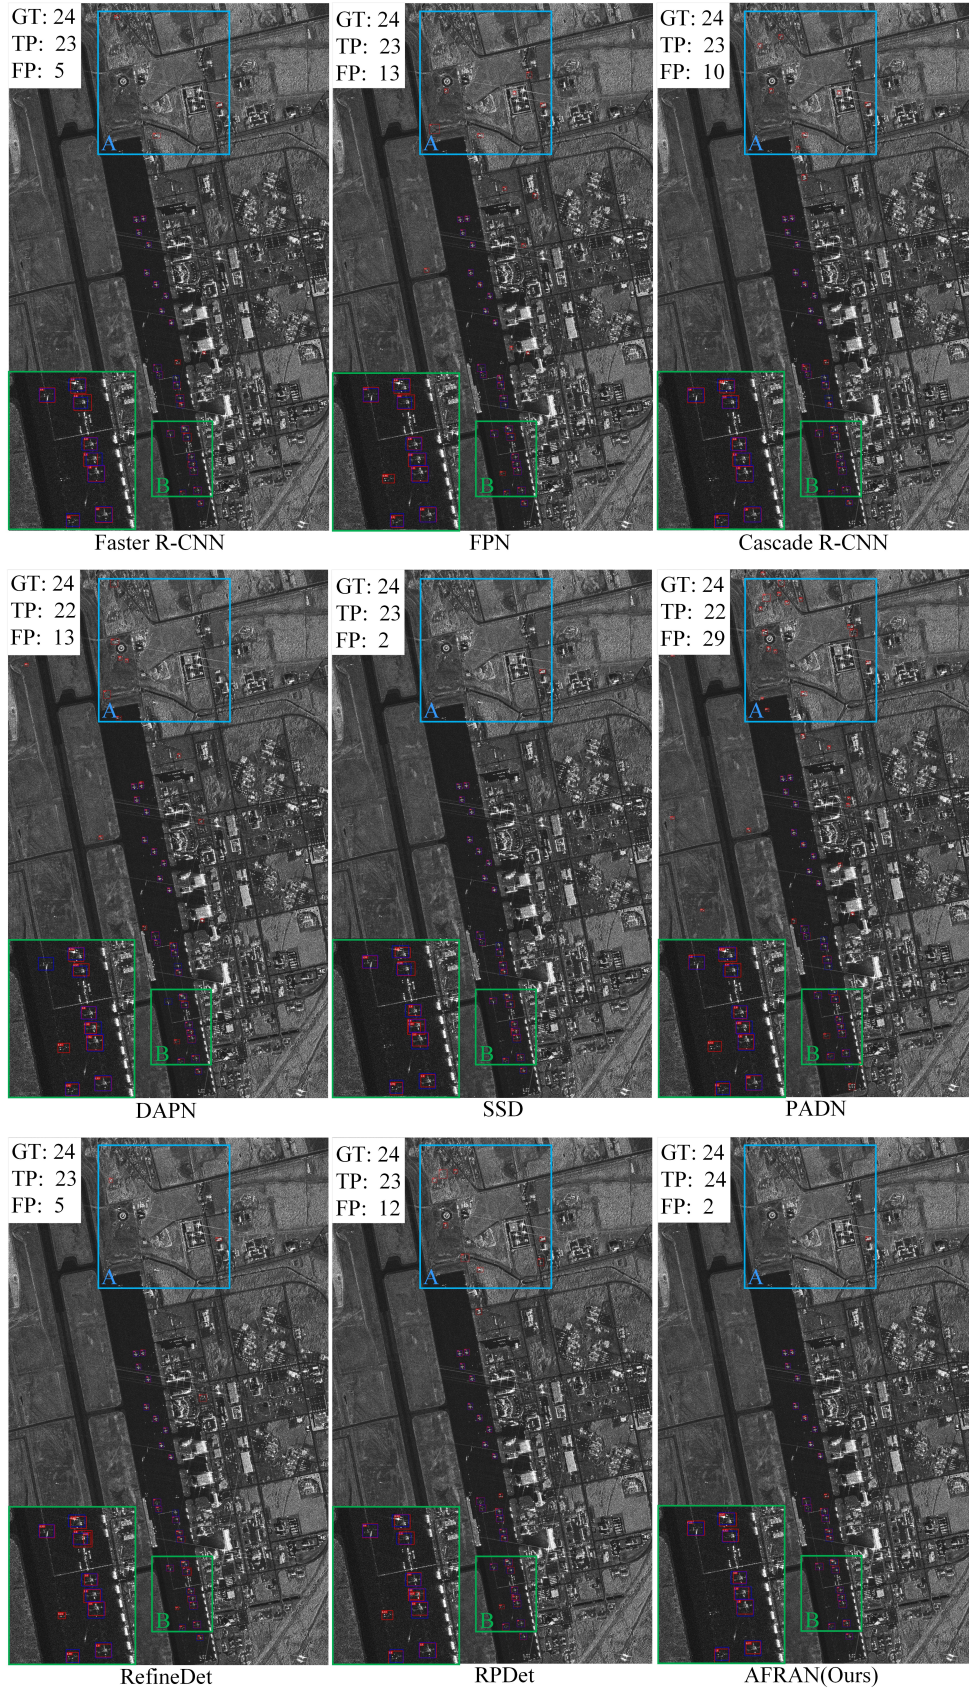 GT: 24
TP: 23
FP: 5
A
B
Faster R-CNN
GT: 24
TP: 23
FP: 13
A
B
FPN
GT: 24
TP: 23
FP: 10
A
B
Cascade R-CNN
GT: 24
TP: 22
FP: 13
A
B
DAPN
GT: 24
TP: 23
FP: 2
A
B
SSD
GT: 24
TP: 22
FP: 29
A
B
PADN
GT: 24
TP: 23
FP: 5
A
B
RefineDet
GT: 24
TP: 23
FP: 12
A
B
RPDet
GT: 24
TP: 24
FP: 2
A
B
AFRAN(Ours)